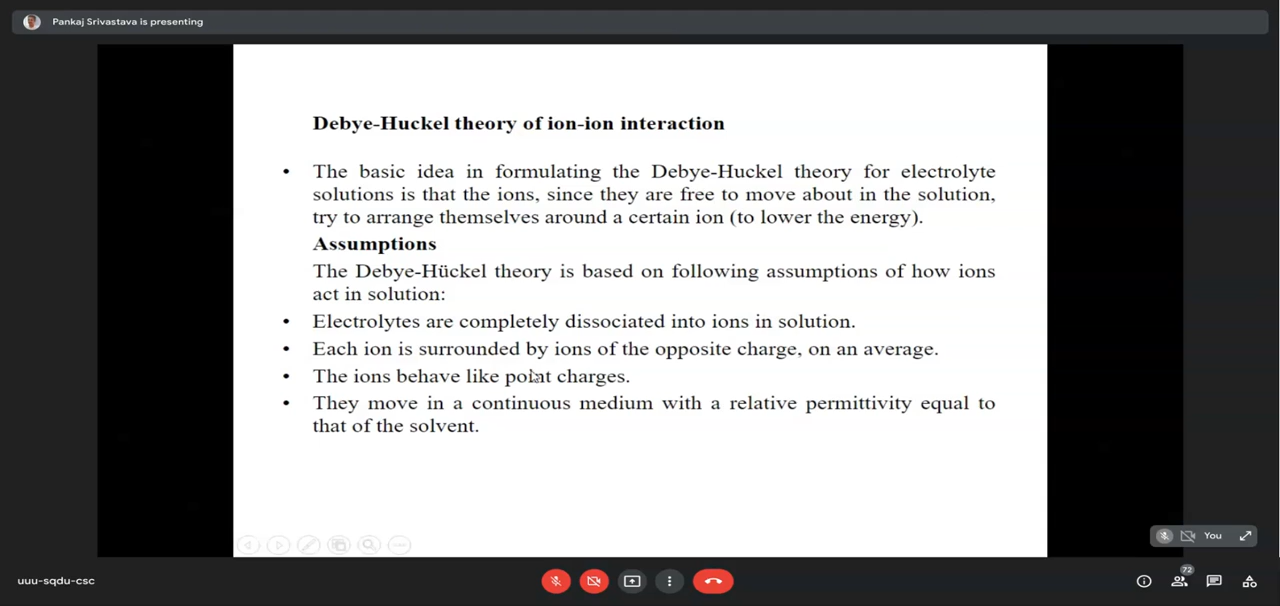 Pankaj Srivastava is presenting
Debye-Huckel theory of ion-ion interaction
• The basic idea in formulating the Debye-Huckel theory for electrolyte
solutions is that the ions, since they are free to move about in the solution,
try to arrange themselves around a certain ion (to lower the energy).
Assumptions
The Debye-Hückel theory is based on following assumptions of how ions
act in solution:
• Electrolytes are completely dissociated into ions in solution.
• Each ion is surrounded by ions of the opposite charge, on an average.
• The ions behave like point charges.
• They move in a continuous medium with a relative permittivity equal to
that of the solvent.
You
uuu-sqdu-csc
72